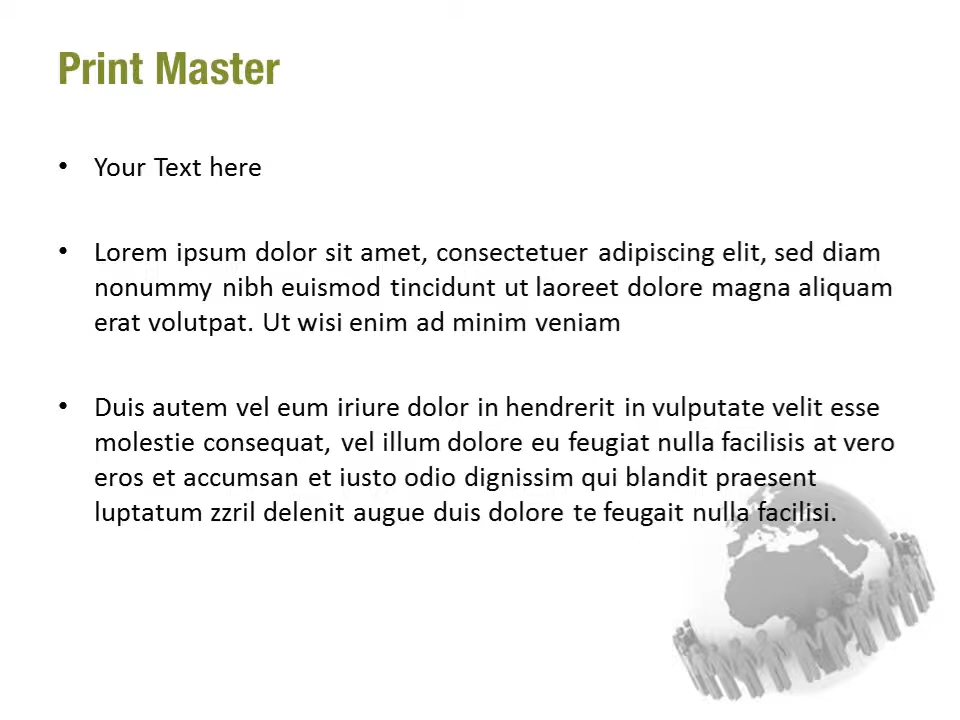 Print Master
• Your Text here
• Lorem ipsum dolor sit amet, consectetuer adipiscing elit, sed diam
nonummy nibh euismod tincidunt ut laoreet dolore magna aliquam
erat volutpat. Ut wisi enim ad minim veniam
• Duis autem vel eum iriure dolor in hendrerit in vulputate velit esse
molestie consequat, vel illum dolore eu feugiat nulla facilisis at vero
eros et accumsan et iusto odio dignissim qui blandit praesent
luptatum zzril delenit augue duis dolore te feugait nulla facilisi.